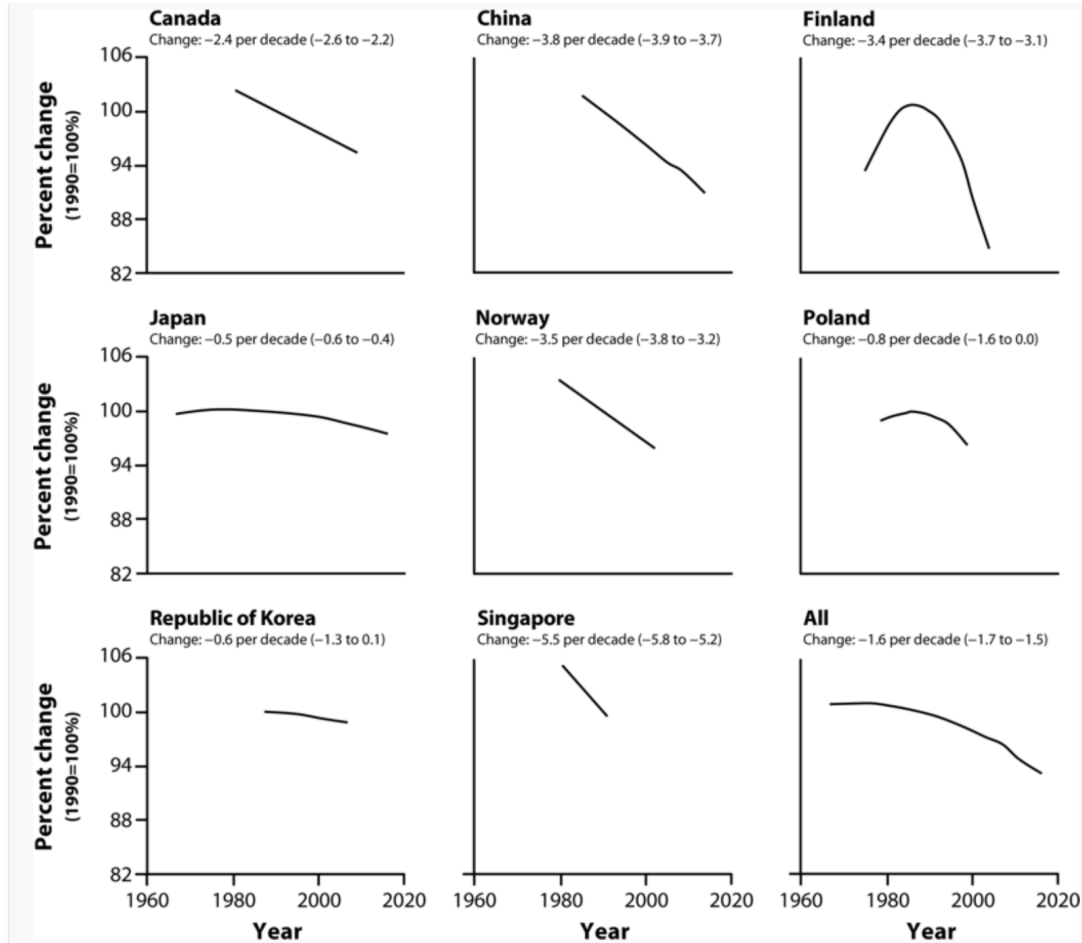 Canada
Change: −2.4 per decade (−2.6 to −2.2)
China
Change: −3.8 per decade (−3.9 to −3.7)
Finland
Change: −3.4 per decade (−3.7 to −3.1)
Percent change
(1990=100%)
106
100
94
88
82
Japan
Change: −0.5 per decade (−0.6 to −0.4)
Norway
Change: −3.5 per decade (−3.8 to −3.2)
Poland
Change: −0.8 per decade (−1.6 to 0.0)
Percent change
(1990=100%)
106
100
94
88
82
Republic of Korea
Change: −0.6 per decade (−1.3 to 0.1)
Singapore
Change: −5.5 per decade (−5.8 to −5.2)
All
Change: −1.6 per decade (−1.7 to −1.5)
Percent change
(1990=100%)
106
100
94
88
82
1960 1980 2000 2020
1960 1980 2000 2020
1960 1980 2000 2020
Year
Year
Year